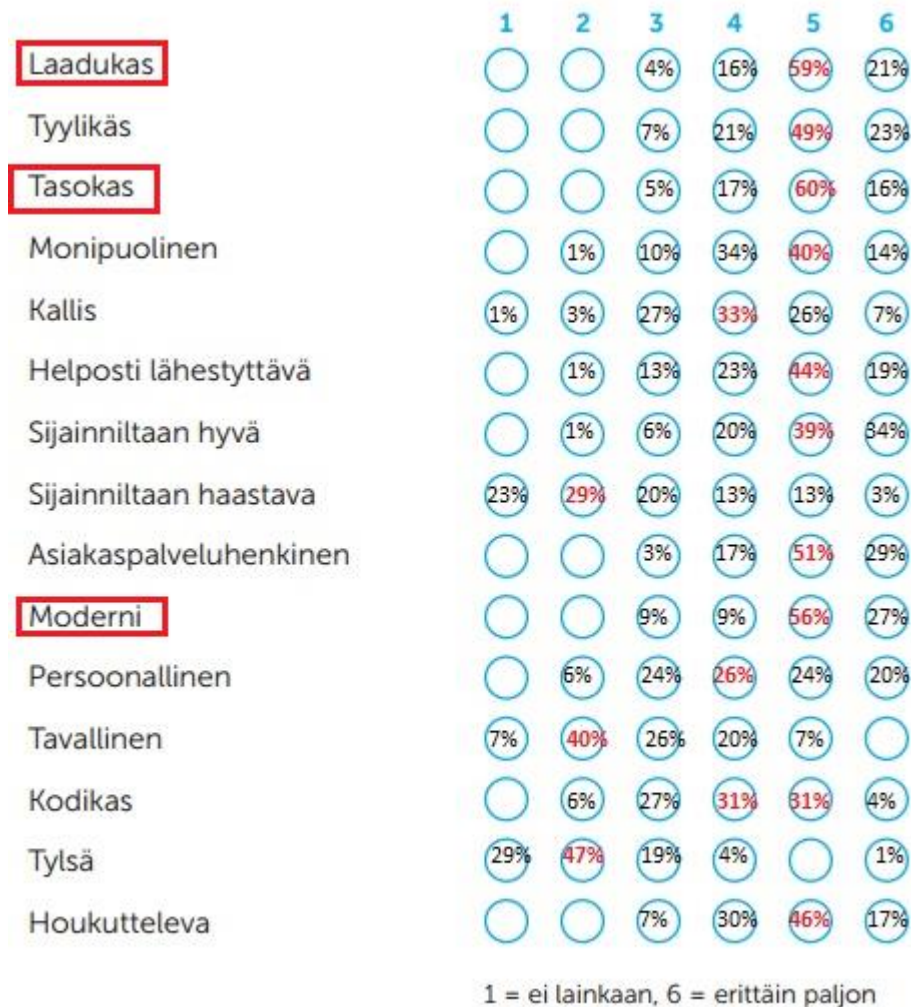 1 2 3 4 5 6
Laadukas 4% 16% 59% 21%
Tyylikäs 7% 21% 49% 23%
Tasokas 5% 17% 60% 16%
Monipuolinen 1% 10% 34% 40% 14%
Kallis 1% 3% 27% 33% 26% 7%
Helposti lähestyttävä 1% 13% 23% 44% 19%
Sijainniltaan hyvä 1% 6% 20% 39% 34%
Sijainniltaan haastava 23% 29% 20% 13% 13% 3%
Asiakaspalveluhenkinen 3% 17% 51% 29%
Moderni 9% 9% 56% 27%
Persoonallinen 6% 24% 26% 24% 20%
Tavallinen 7% 40% 26% 20% 7%
Kodikas 6% 27% 31% 31% 4%
Tylsä 29% 47% 19% 4% 1%
Houkutteleva 7% 30% 46% 17%
1 = ei lainkaan, 6 = erittäin paljon